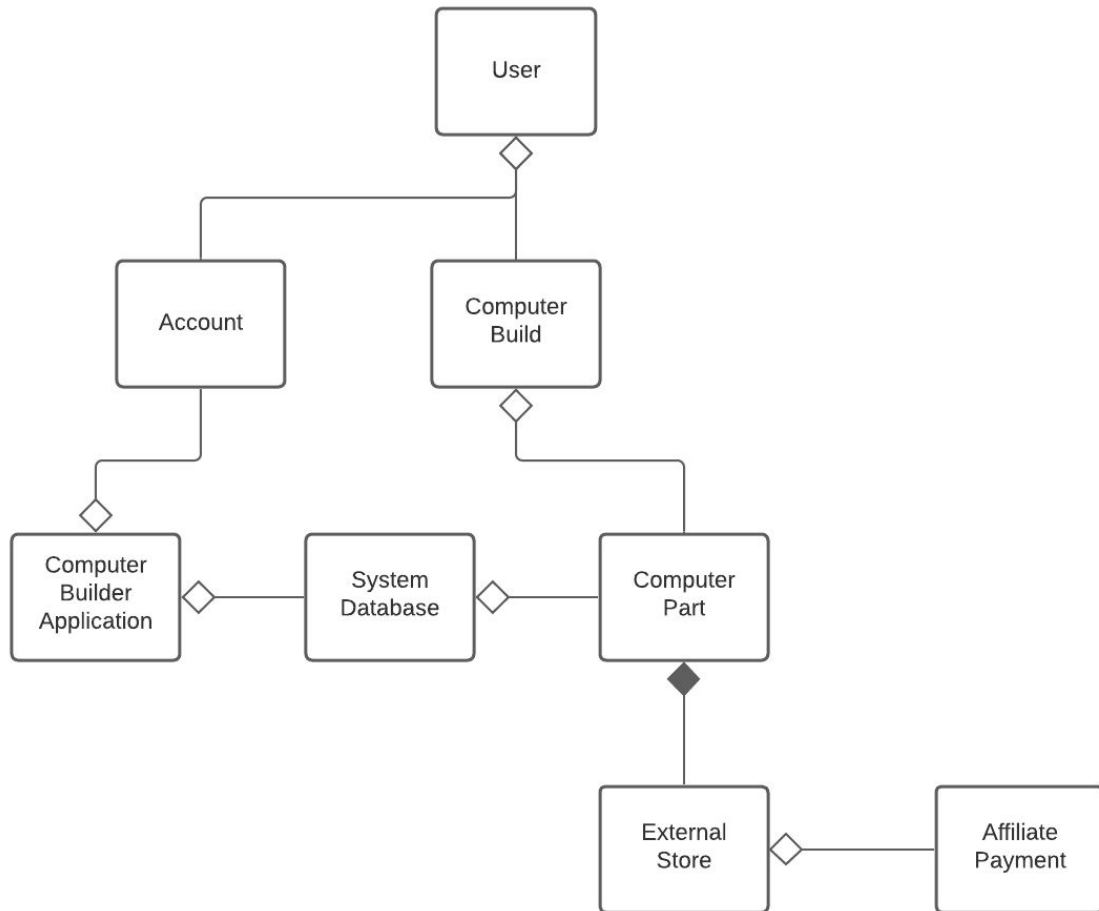 User
Account
Computer
Build
Computer
Builder
Application
System
Database
Computer
Part
External
Store
Affiliate
Payment